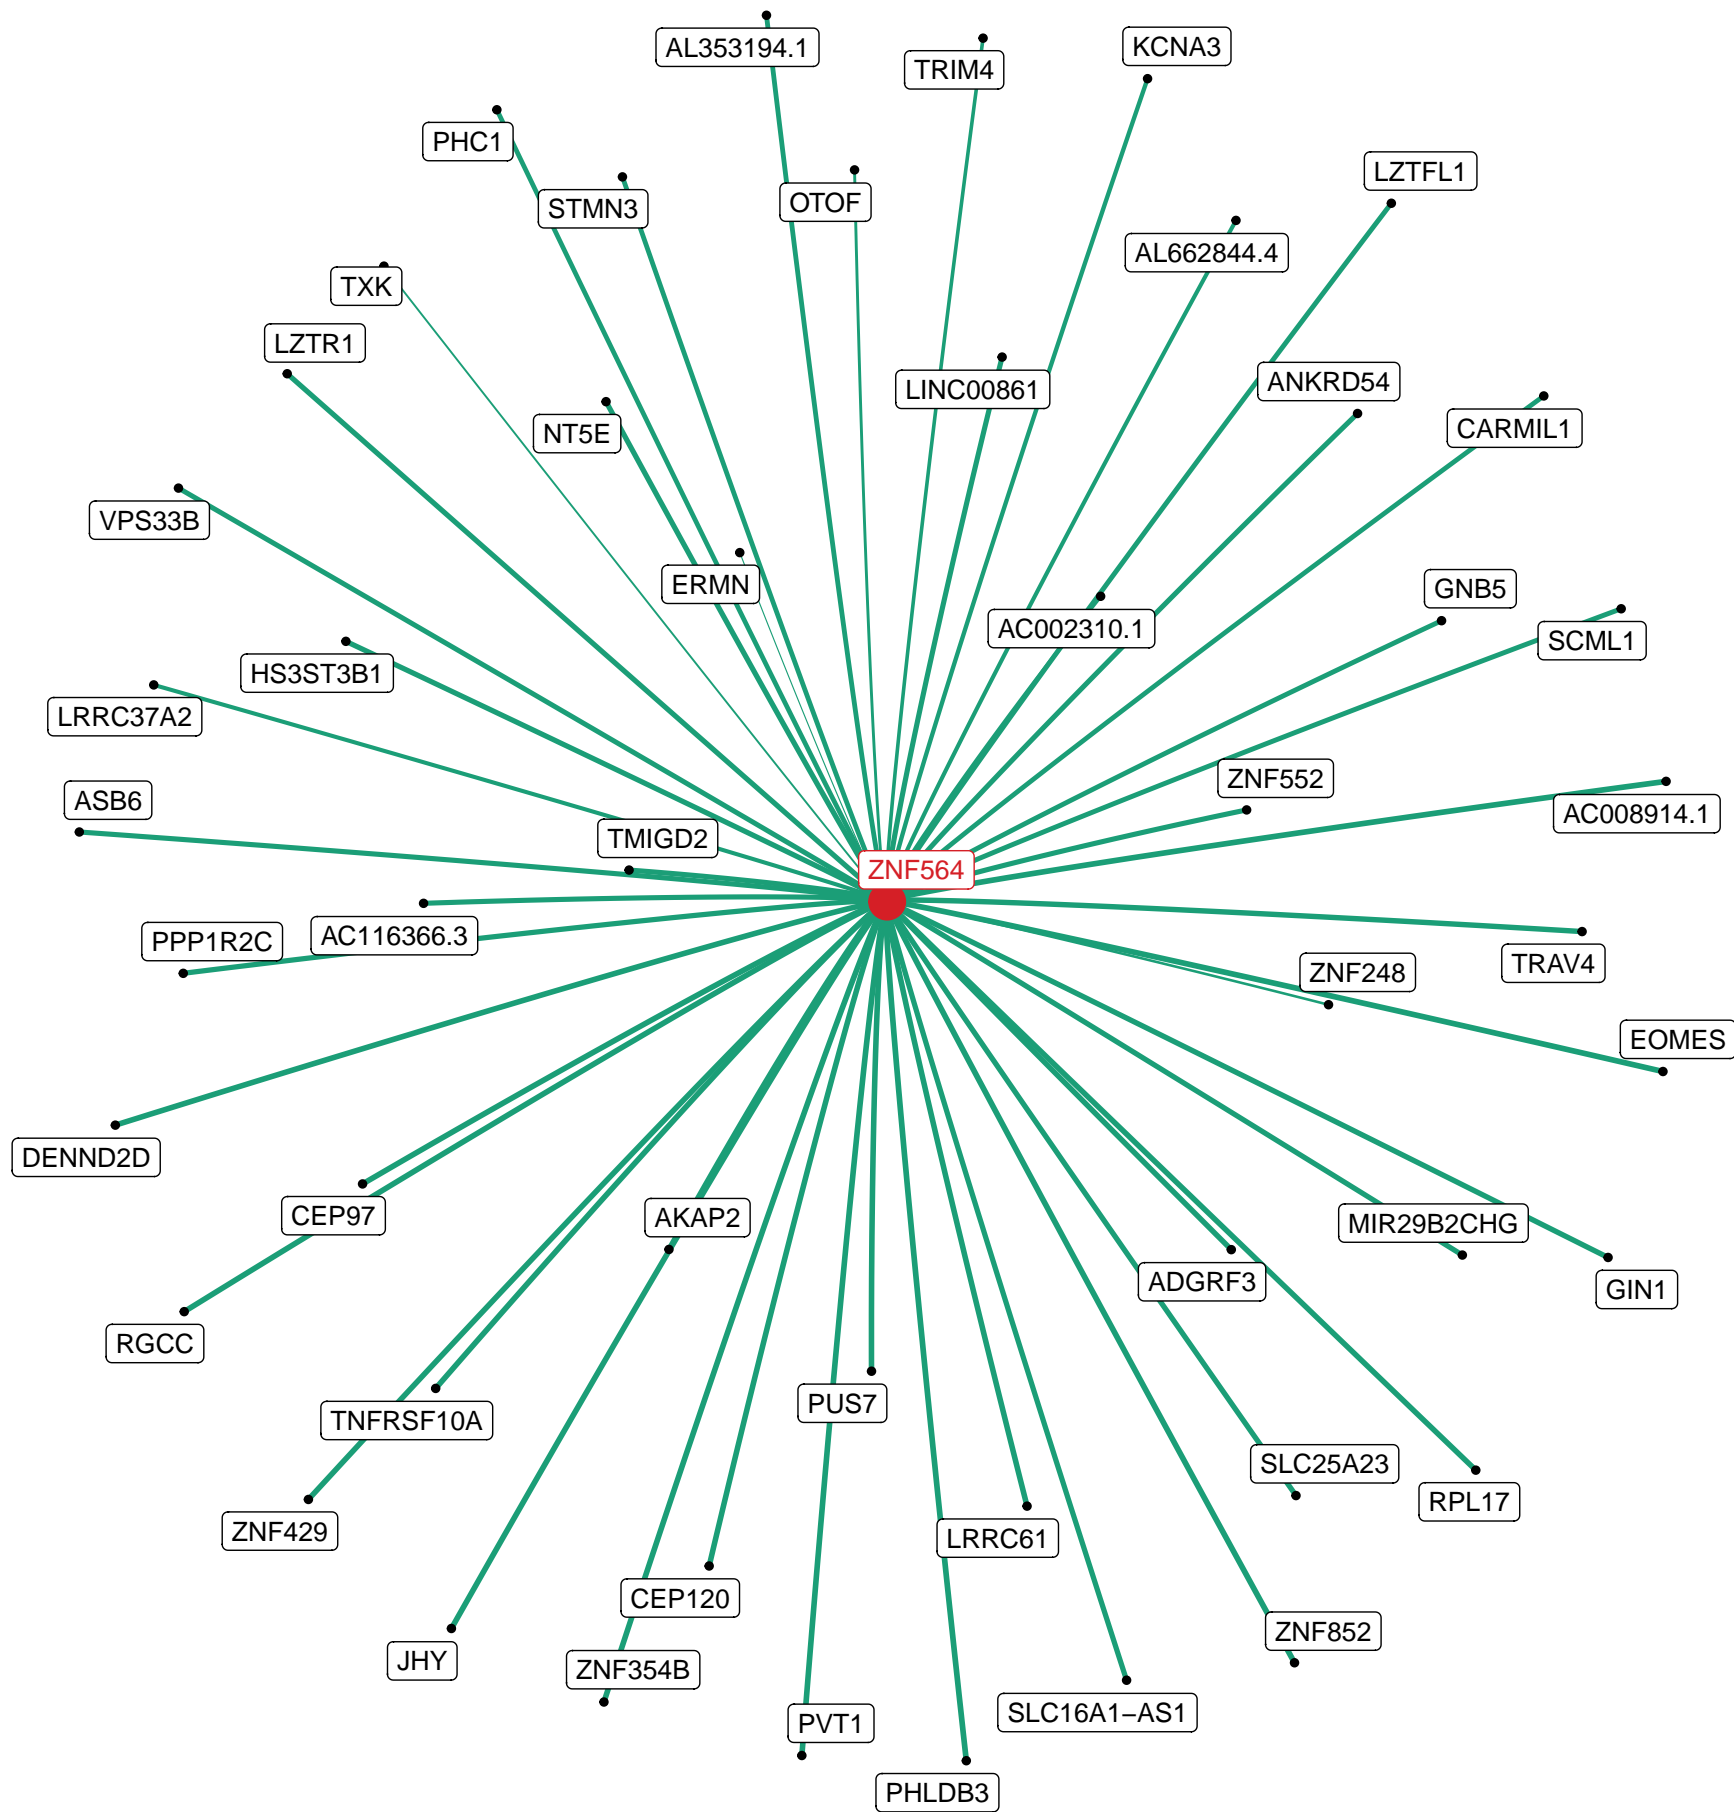 AL353194.1
KCNA3
TRIM4
PHC1
LZTFL1
OTOF
STMN3
AL662844.4
TXK
LZTR1
ANKRD54
LINC00861
CARMIL1
NT5E
VPS33B
ERMN
GNB5
AC002310.1
SCML1
HS3ST3B1
LRRC37A2
ZNF552
ASB6
AC008914.1
TMIGD2
ZNF564
AC116366.3
PPP1R2C
TRAV4
ZNF248
EOMES
DENND2D
CEP97
AKAP2
MIR29B2CHG
ADGRF3
GIN1
RGCC
PUS7
TNFRSF10A
SLC25A23
RPL17
ZNF429
LRRC61
CEP120
ZNF852
JHY
ZNF354B
SLC16A1–AS1
PVT1
PHLDB3